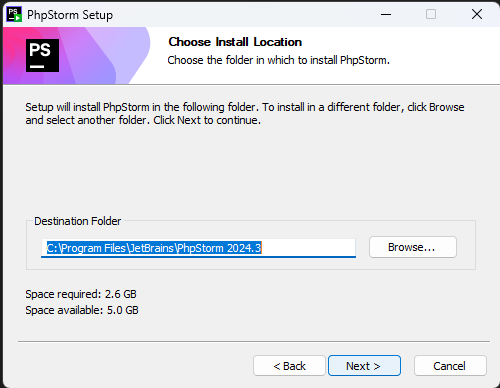 PhpStorm Setup
PS
Choose Install Location
Choose the folder in which to install PhpStorm.
Setup will install PhpStorm in the following folder. To install in a different folder, click Browse
and select another folder. Click Next to continue.
Destination Folder
C:\Program Files\JetBrains\PhpStorm 2024.3
Browse...
Space required: 2.6 GB
Space available: 5.0 GB
< Back
Next >
Cancel